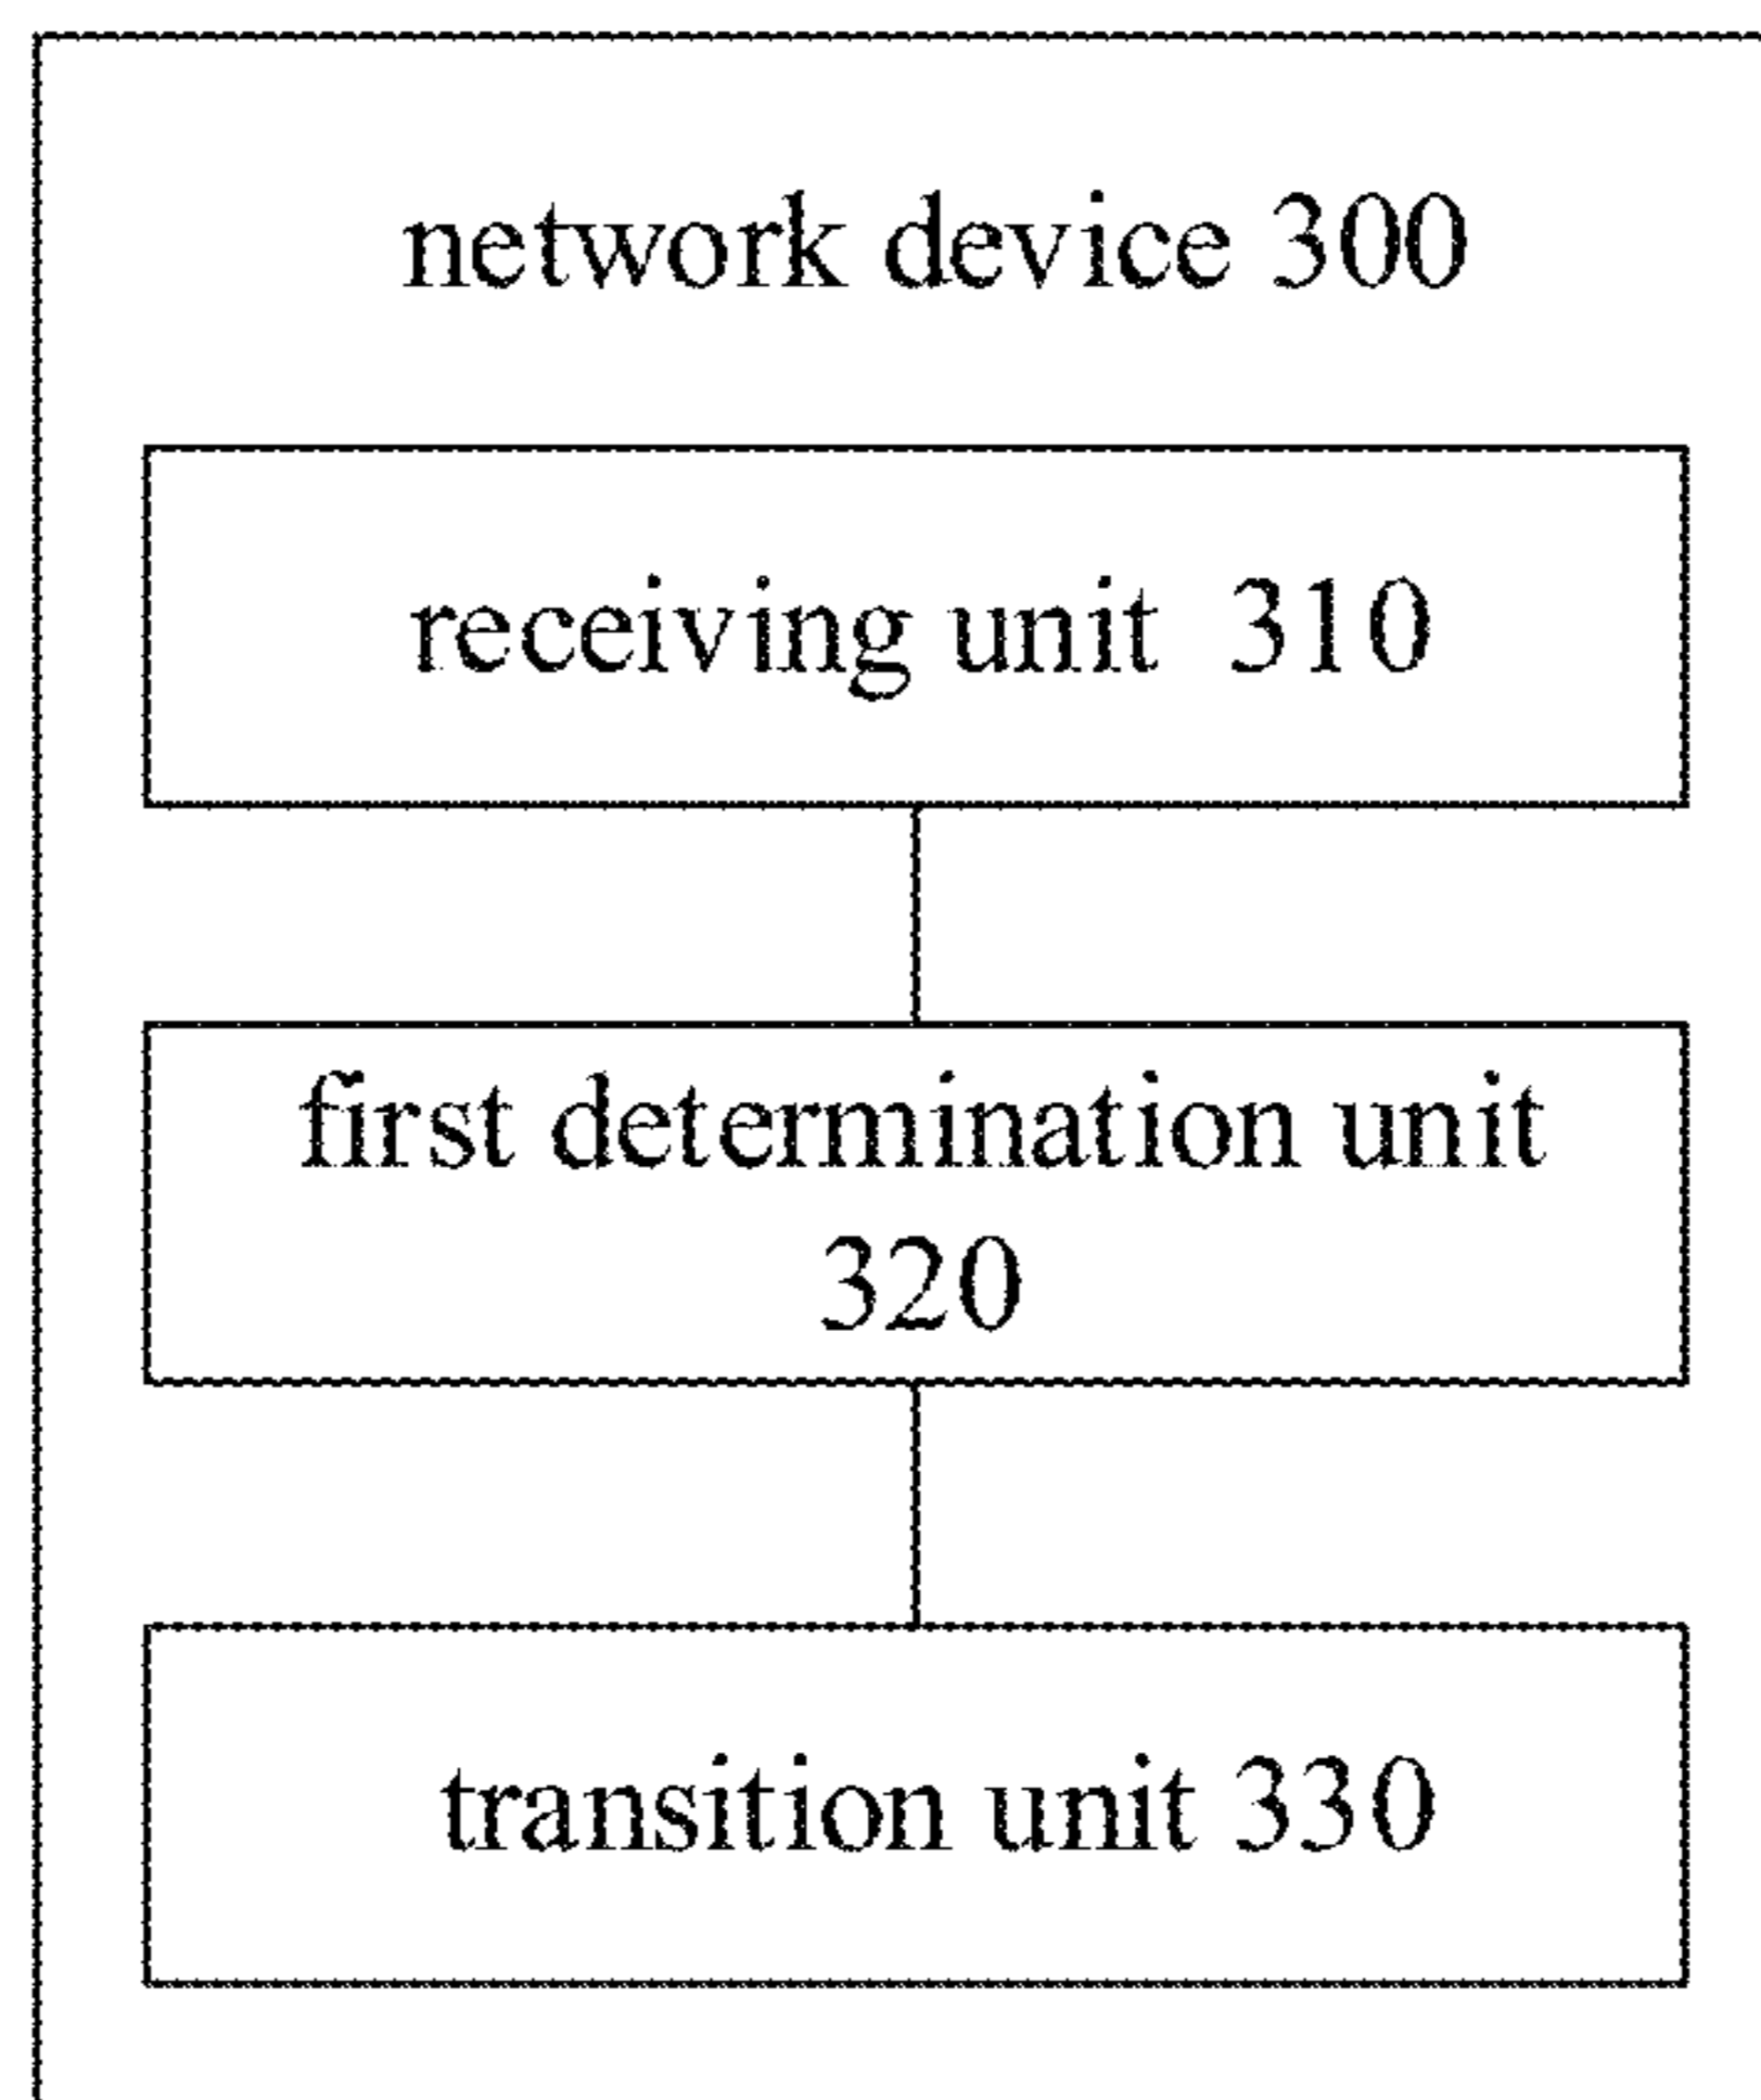 network device 300
receiving unit 310
first determination unit
320
transition unit 330